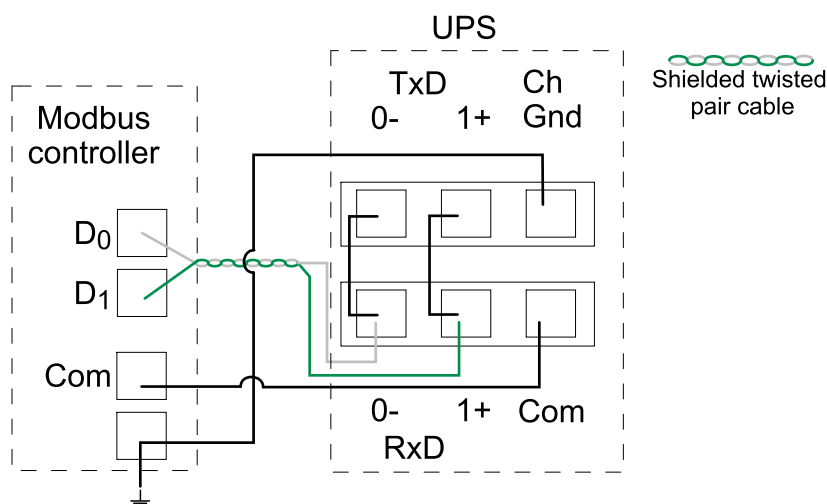 UPS
TxD Ch
0- 1+ Gnd
Shielded twisted
pair cable
Modbus
controller
D0
D1
Com
0- 1+ Com
RxD